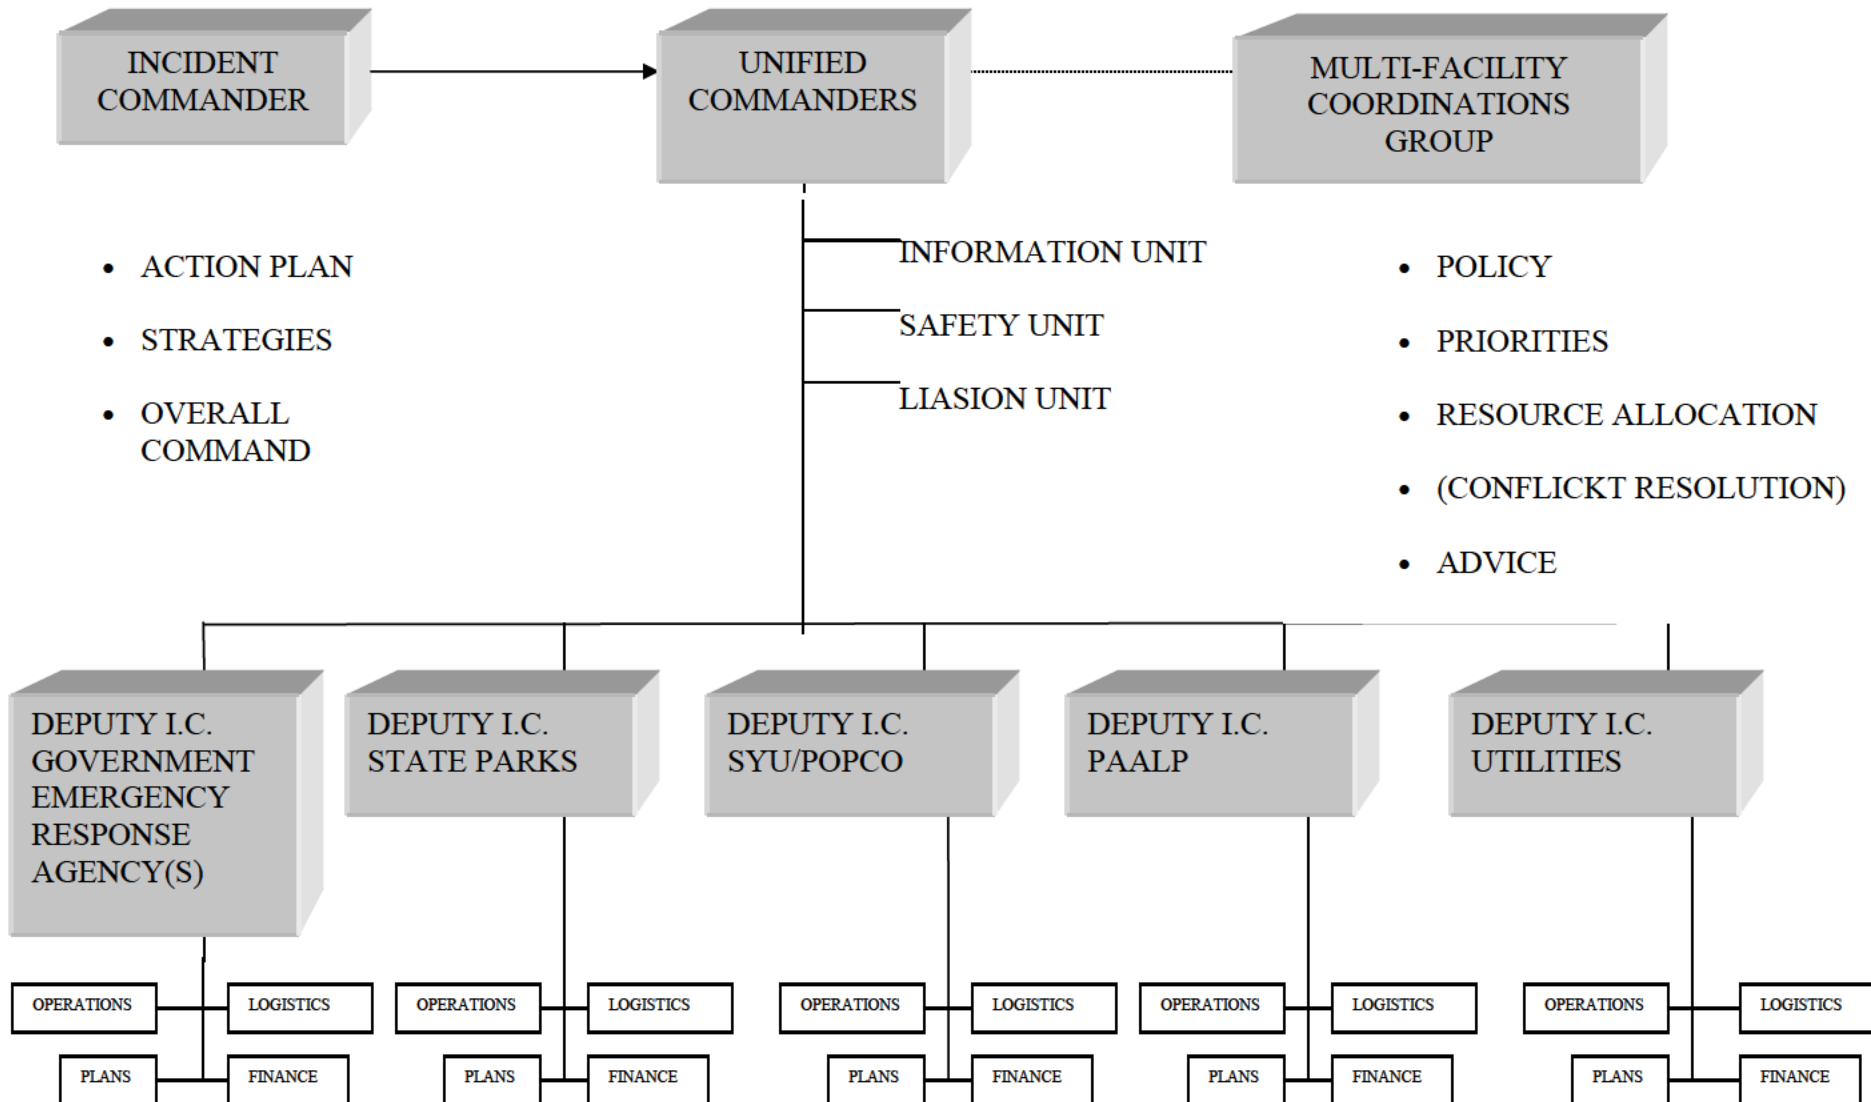 INCIDENT
COMMANDER
UNIFIED
COMMANDERS
MULTI-FACILITY
COORDINATIONS
GROUP
• ACTION PLAN
• STRATEGIES
• OVERALL
COMMAND
INFORMATION UNIT
SAFETY UNIT
LIASION UNIT
• POLICY
• PRIORITIES
• RESOURCE ALLOCATION
• (CONFLICKT RESOLUTION)
• ADVICE
DEPUTY I.C.
GOVERNMENT
EMERGENCY
RESPONSE
AGENCY(S)
DEPUTY I.C.
STATE PARKS
DEPUTY I.C.
SYU/POPCO
DEPUTY I.C.
PAALP
DEPUTY I.C.
UTILITIES
OPERATIONS
LOGISTICS
PLANS
FINANCE
OPERATIONS
LOGISTICS
PLANS
FINANCE
OPERATIONS
LOGISTICS
PLANS
FINANCE
OPERATIONS
LOGISTICS
PLANS
FINANCE
OPERATIONS
LOGISTICS
PLANS
FINANCE